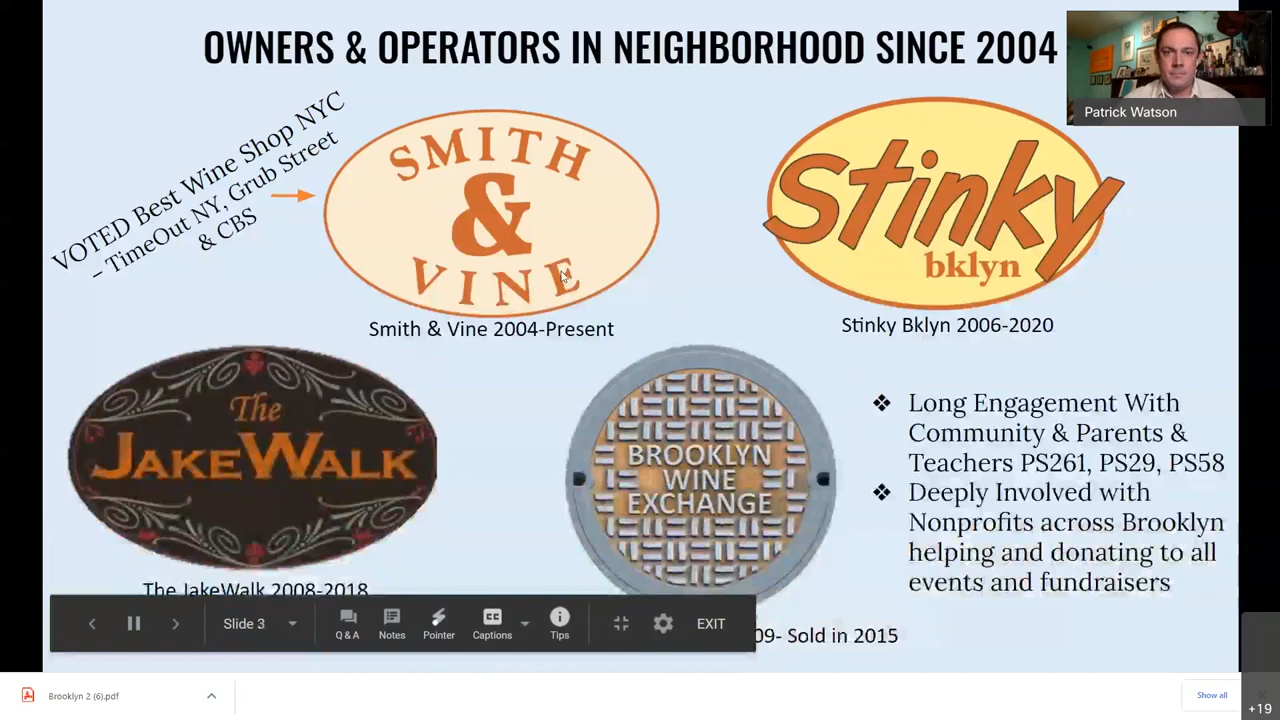 OWNERS & OPERATORS IN NEIGHBORHOOD SINCE 2004
Patrick Watson
VOTED Best Wine Shop NYC
– TimeOut NY, Grub Street
& CBS
SMITH
&
VINE
Smith & Vine 2004-Present
Stinky
bklyn
Stinky Bklyn 2006-2020
The
JAKEWALK
The JakeWalk 2008-2018
BROOKLYN
WINE
EXCHANGE
09- Sold in 2015
❖ Long Engagement With
Community & Parents &
Teachers PS261, PS29, PS58
❖ Deeply Involved with
Nonprofits across Brooklyn
helping and donating to all
events and fundraisers
Slide 3
Q & A
Notes
Pointer
Captions
Tips
EXIT
Brooklyn 2 (6).pdf
Show all
+19